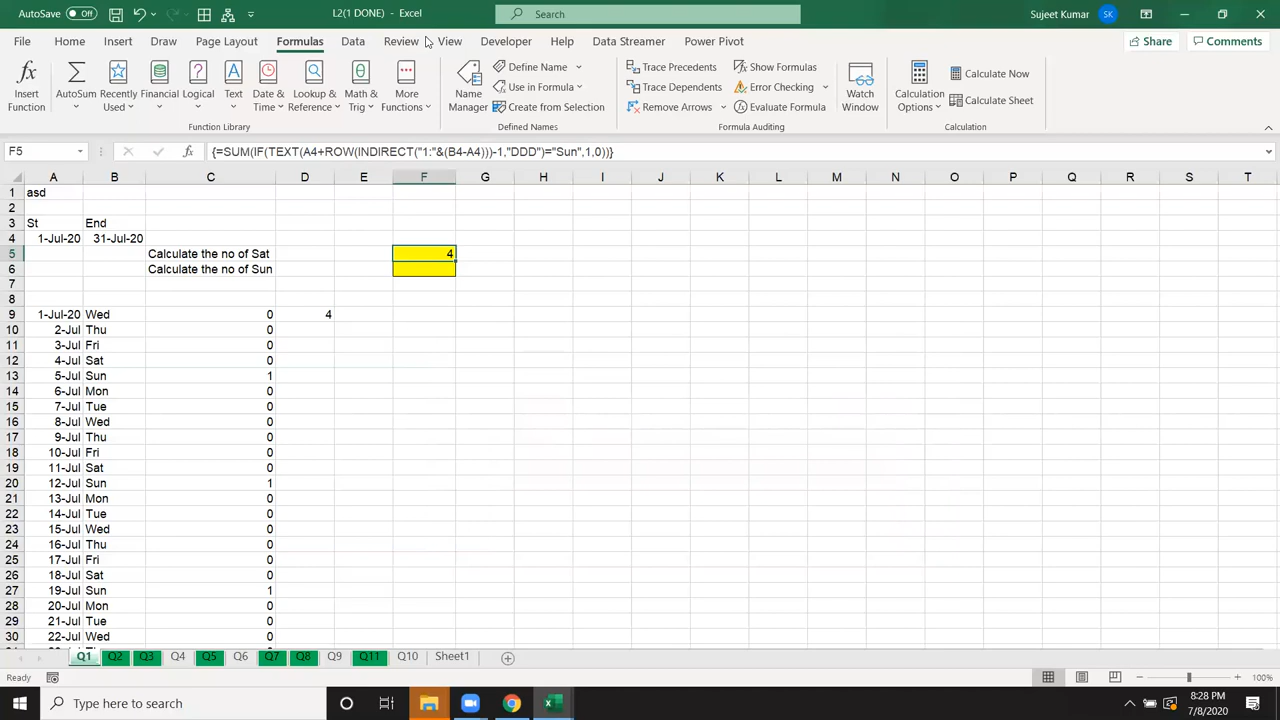 AutoSave Off L2(1 DONE) - Excel Search Sujeet Kumar SK
File Home Insert Draw Page Layout Formulas Data Review View Developer Help Data Streamer Power Pivot Share Comments
Insert Function AutoSum Recently Used Financial Logical Text Date & Time Lookup & Reference Math & Trig More Functions
Function Library
Name Manager Define Name Use in Formula Create from Selection
Defined Names
Trace Precedents Trace Dependents Remove Arrows Show Formulas Error Checking Evaluate Formula Watch Window
Formula Auditing
Calculation Options Calculate Now Calculate Sheet
Calculation
F5 fx {=SUM(IF(TEXT(A4+ROW(INDIRECT("1:"&(B4-A4)))-1,"DDD")="Sun",1,0))}
A B C D E F G H I J K L M N O P Q R S T
1 asd
2
3 St End
4 1-Jul-20 31-Jul-20
5 Calculate the no of Sat 4
6 Calculate the no of Sun
7
8
9 1-Jul-20 Wed 0 4
10 2-Jul Thu 0
11 3-Jul Fri 0
12 4-Jul Sat 0
13 5-Jul Sun 1
14 6-Jul Mon 0
15 7-Jul Tue 0
16 8-Jul Wed 0
17 9-Jul Thu 0
18 10-Jul Fri 0
19 11-Jul Sat 0
20 12-Jul Sun 1
21 13-Jul Mon 0
22 14-Jul Tue 0
23 15-Jul Wed 0
24 16-Jul Thu 0
25 17-Jul Fri 0
26 18-Jul Sat 0
27 19-Jul Sun 1
28 20-Jul Mon 0
29 21-Jul Tue 0
30 22-Jul Wed 0
Q1 Q2 Q3 Q4 Q5 Q6 Q7 Q8 Q9 Q11 Q10 Sheet1
Ready 100%
Type here to search 8:28 PM
7/8/2020